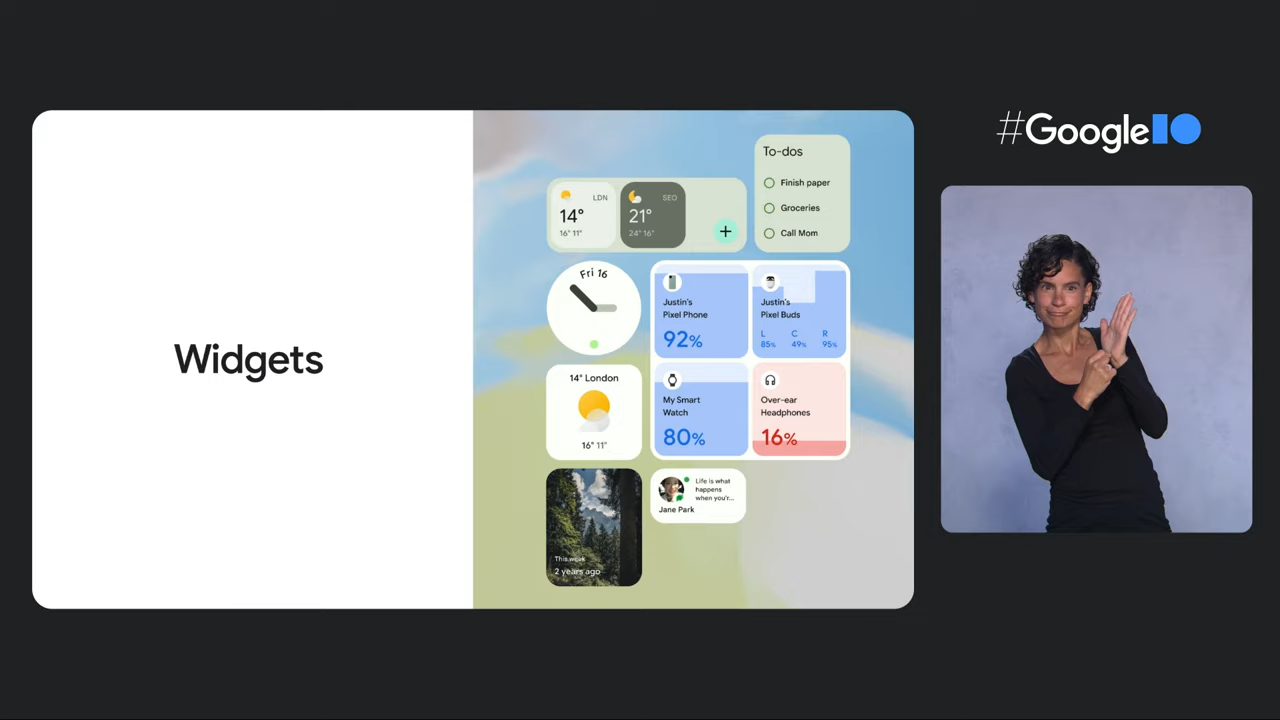 #GoogleIO
Widgets
To-dos
Finish paper
Groceries
Call Mom
LDN
14°
16° 11°
SEO
21°
24° 16°
+
Fri 16
Justin's
Pixel Phone
92%
Justin's
Pixel Buds
L C R
85% 49% 95%
14° London
16° 11°
My Smart
Watch
80%
Over-ear
Headphones
16%
This week
2 years ago
Life is what
happens
when you'r...
Jane Park